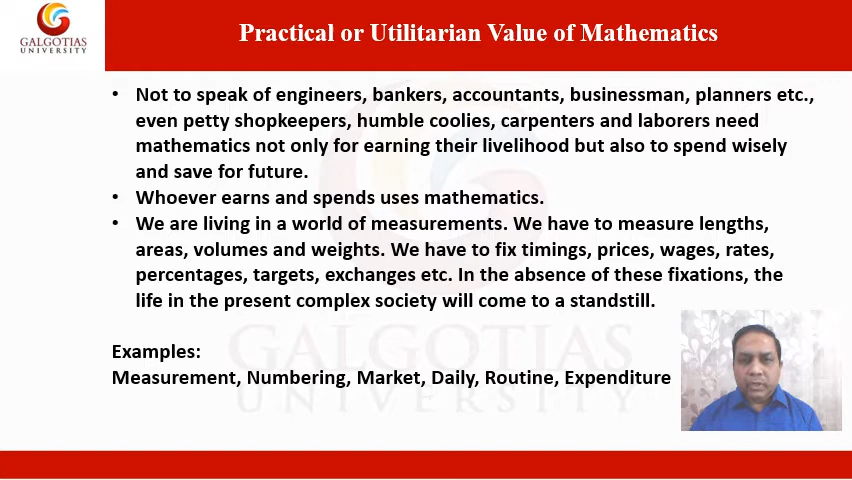 GALGOTIAS
UNIVERSITY
Practical or Utilitarian Value of Mathematics
• Not to speak of engineers, bankers, accountants, businessman, planners etc.,
even petty shopkeepers, humble coolies, carpenters and laborers need
mathematics not only for earning their livelihood but also to spend wisely
and save for future.
• Whoever earns and spends uses mathematics.
• We are living in a world of measurements. We have to measure lengths,
areas, volumes and weights. We have to fix timings, prices, wages, rates,
percentages, targets, exchanges etc. In the absence of these fixations, the
life in the present complex society will come to a standstill.
GALGOTIAS
UNIVERSITY
Examples:
Measurement, Numbering, Market, Daily, Routine, Expenditure